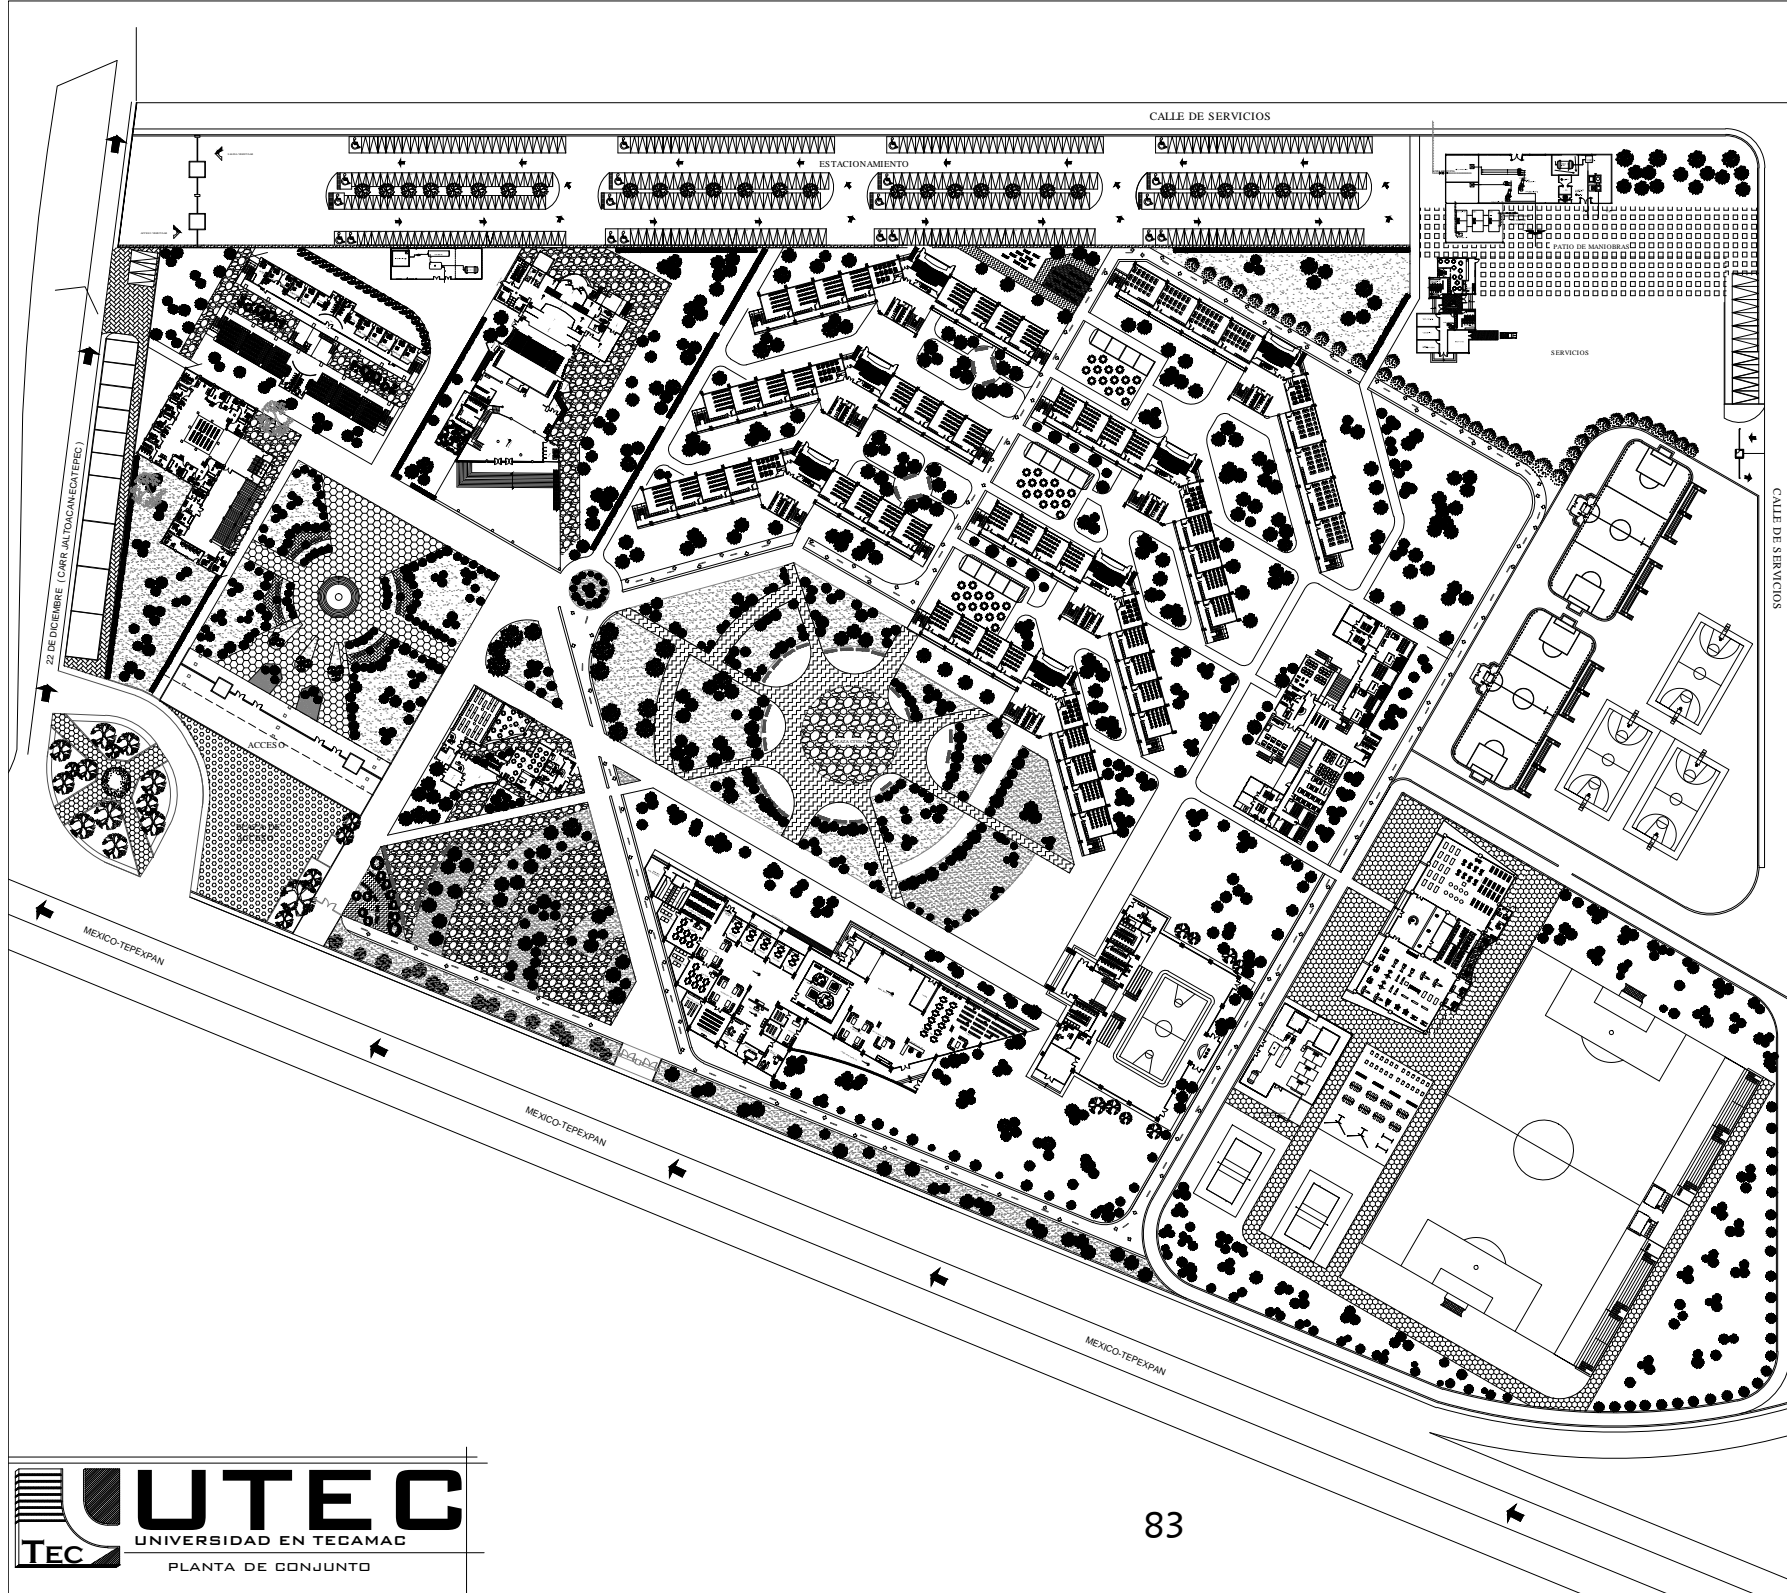 CALLE DE SERVICIOS
ESTACIONAMIENTO
PATIO DE MANIOBRAS
SERVICIOS
CALLE DE SERVICIOS
22 DE DICIEMBRE ( CARR JALTOACAN-ECATEPEC )
ACCESO
MEXICO-TEPEXPAN
MEXICO-TEPEXPAN
MEXICO-TEPEXPAN
UTEC
TEC
UNIVERSIDAD EN TECAMAC
PLANTA DE CONJUNTO
83